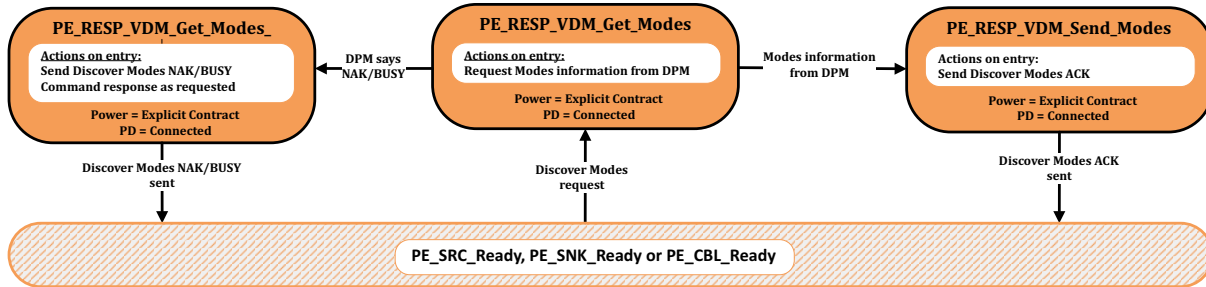 PE_RESP_VDM_Get_Modes_
Actions on entry:
Send Discover Modes NAK/BUSY
Command response as requested
Power = Explicit Contract
PD = Connected
DPM says
NAK/BUSY
PE_RESP_VDM_Get_Modes
Actions on entry:
Request Modes information from DPM
Power = Explicit Contract
PD = Connected
Modes information
from DPM
PE_RESP_VDM_Send_Modes
Actions on entry:
Send Discover Modes ACK
Power = Explicit Contract
PD = Connected
Discover Modes NAK/BUSY
sent
Discover Modes
request
Discover Modes ACK
sent
PE_SRC_Ready, PE_SNK_Ready or PE_CBL_Ready